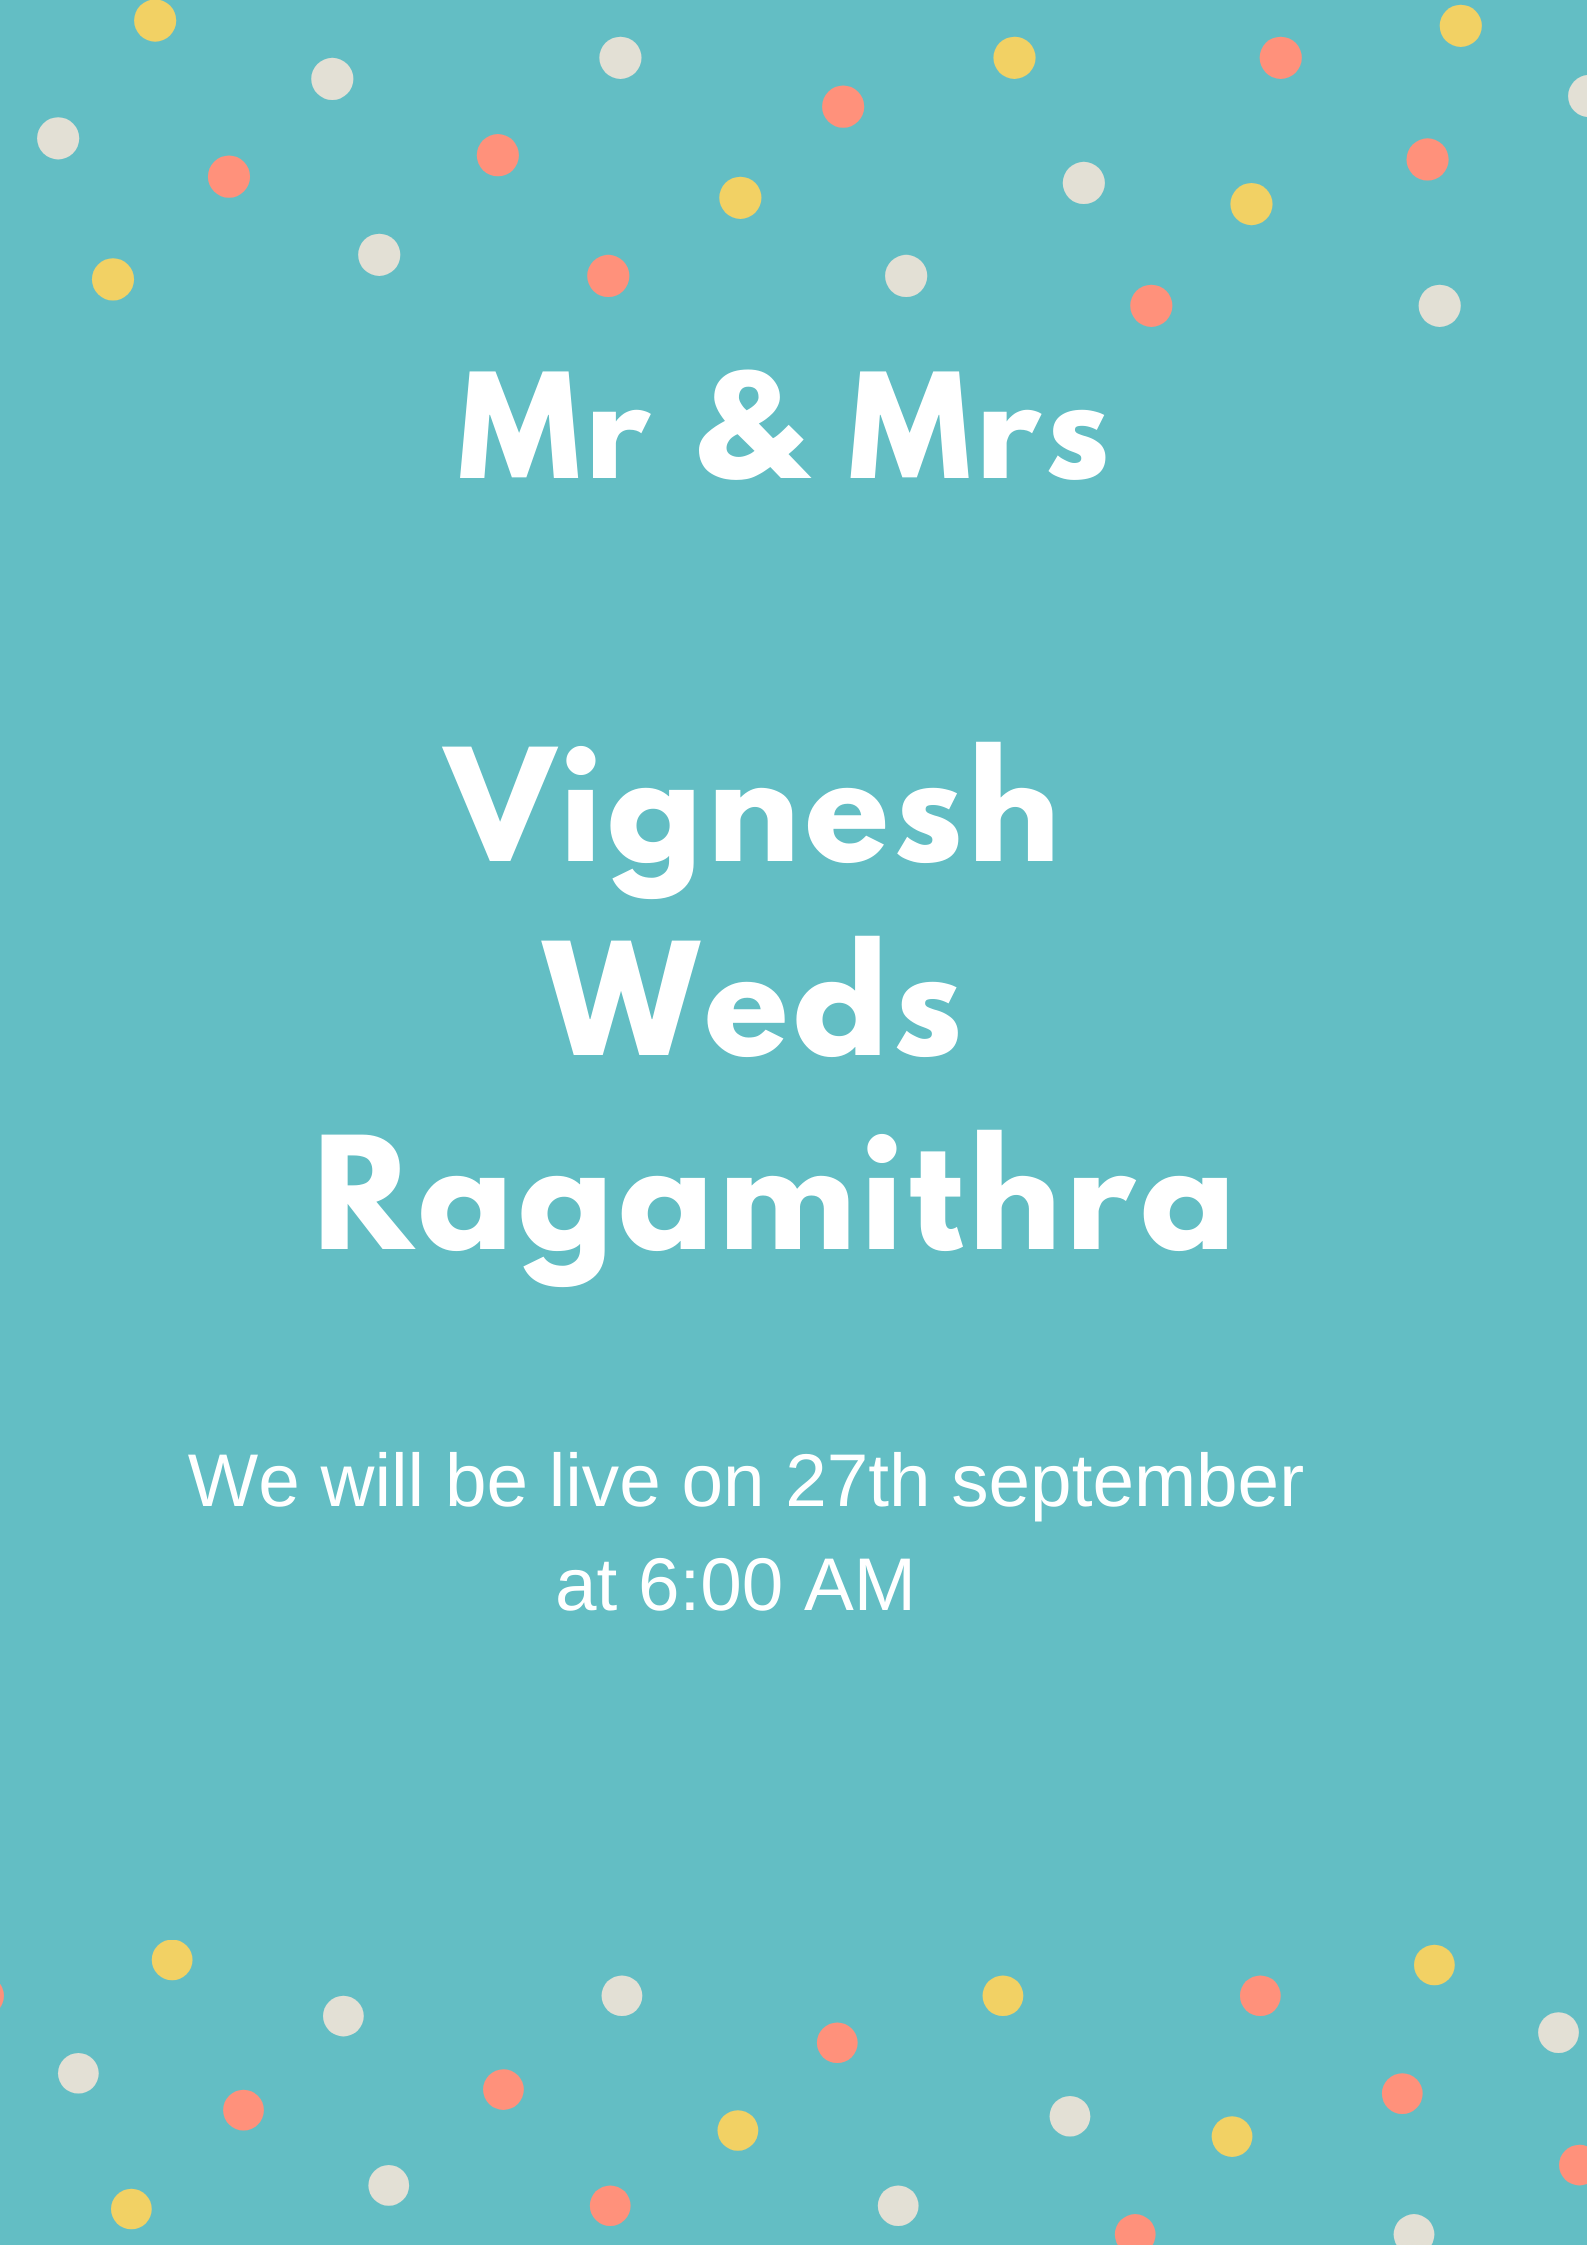 Mr & Mrs
Vignesh
Weds
Ragamithra
We will be live on 27th september
at 6:00 AM